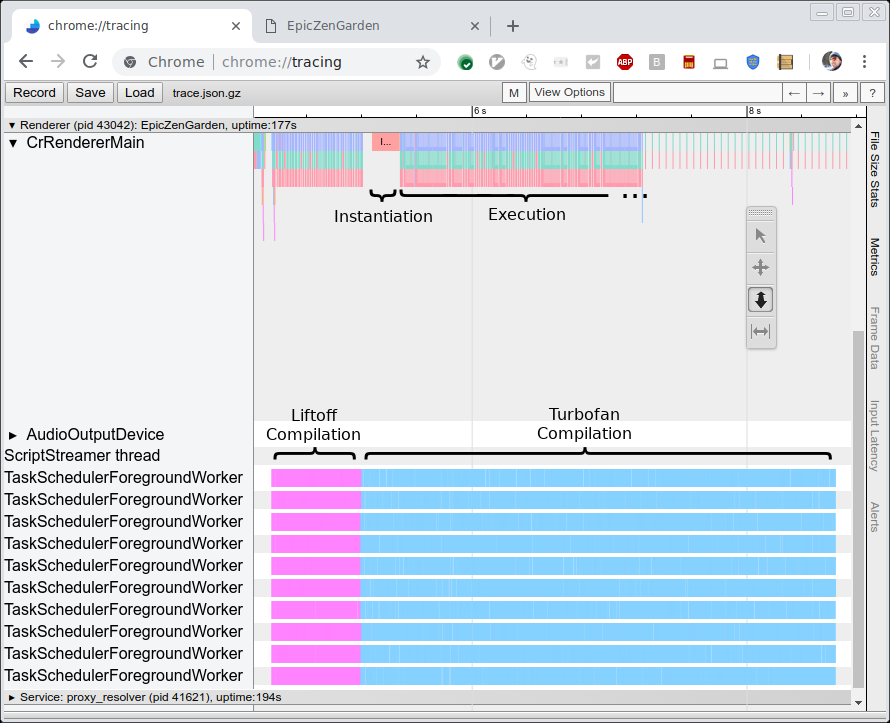 chrome://tracing
EpicZenGarden
Chrome | chrome://tracing
ABP
B
Record Save Load trace.json.gz M View Options ← → » ?
6 s 8 s
▼ Renderer (pid 43042): EpicZenGarden, uptime:177s
▼ CrRendererMain
I...
Instantiation Execution ...
File Size Stats
Metrics
Frame Data
Input Latency
Alerts
Liftoff
Compilation
Turbofan
Compilation
► AudioOutputDevice
ScriptStreamer thread
TaskSchedulerForegroundWorker
TaskSchedulerForegroundWorker
TaskSchedulerForegroundWorker
TaskSchedulerForegroundWorker
TaskSchedulerForegroundWorker
TaskSchedulerForegroundWorker
TaskSchedulerForegroundWorker
TaskSchedulerForegroundWorker
TaskSchedulerForegroundWorker
TaskSchedulerForegroundWorker
► Service: proxy_resolver (pid 41621), uptime:194s